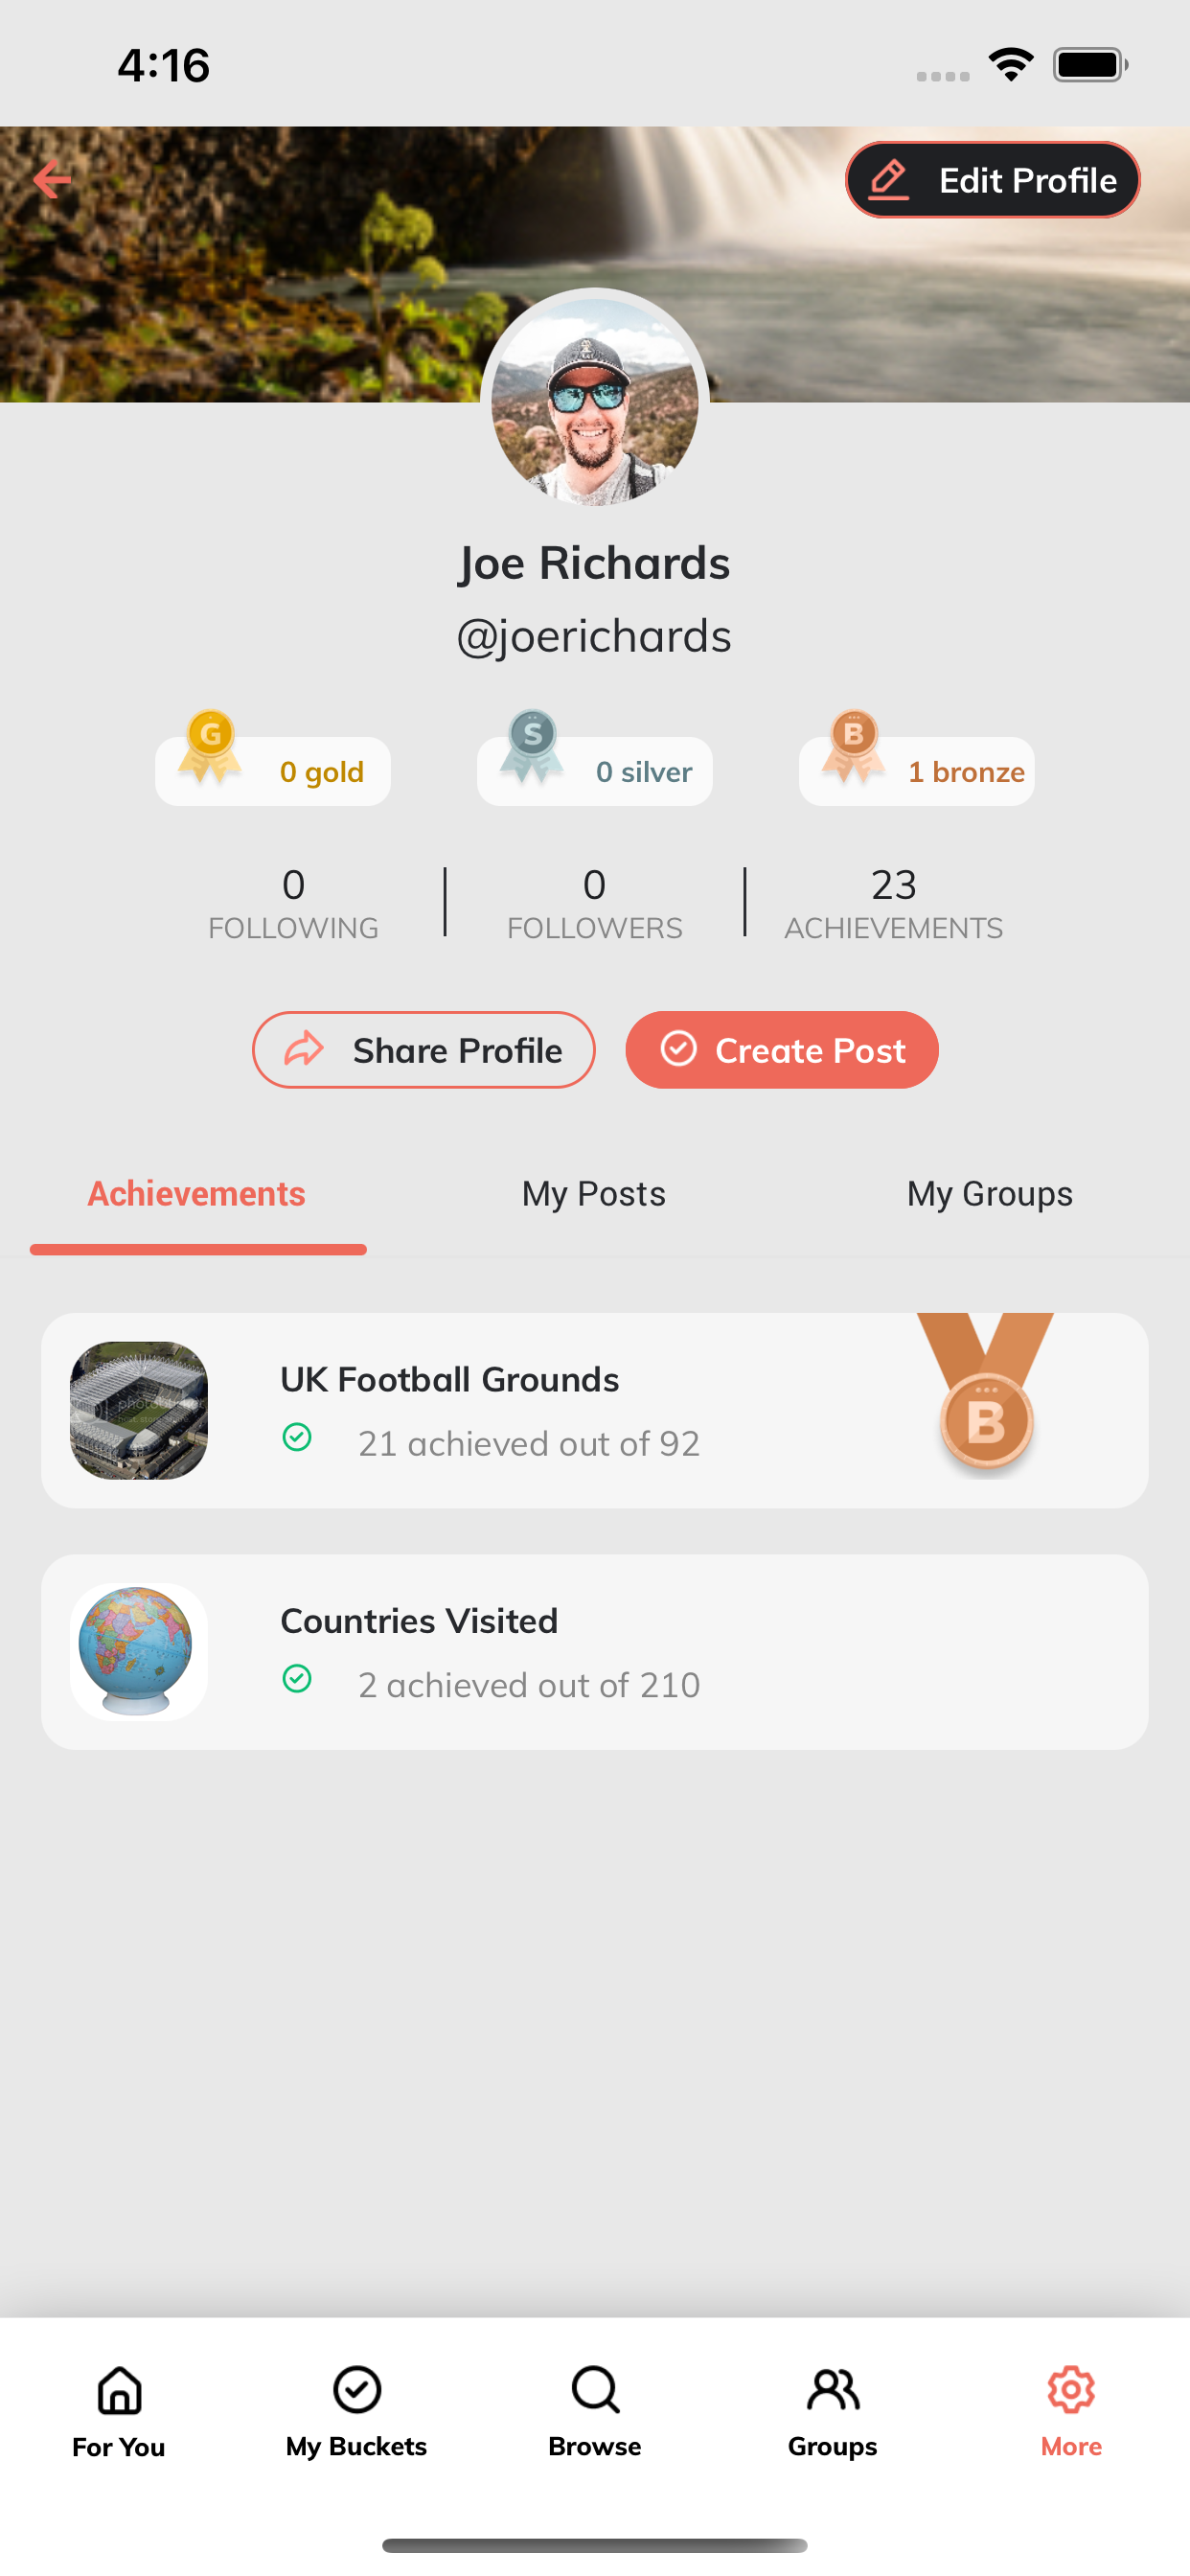 4:16
Edit Profile
Joe Richards
@joerichards
G
0 gold
S
0 silver
B
1 bronze
0
FOLLOWING
0
FOLLOWERS
23
ACHIEVEMENTS
Share Profile
Create Post
Achievements
My Posts
My Groups
UK Football Grounds
21 achieved out of 92
B
Countries Visited
2 achieved out of 210
For You
My Buckets
Browse
Groups
More